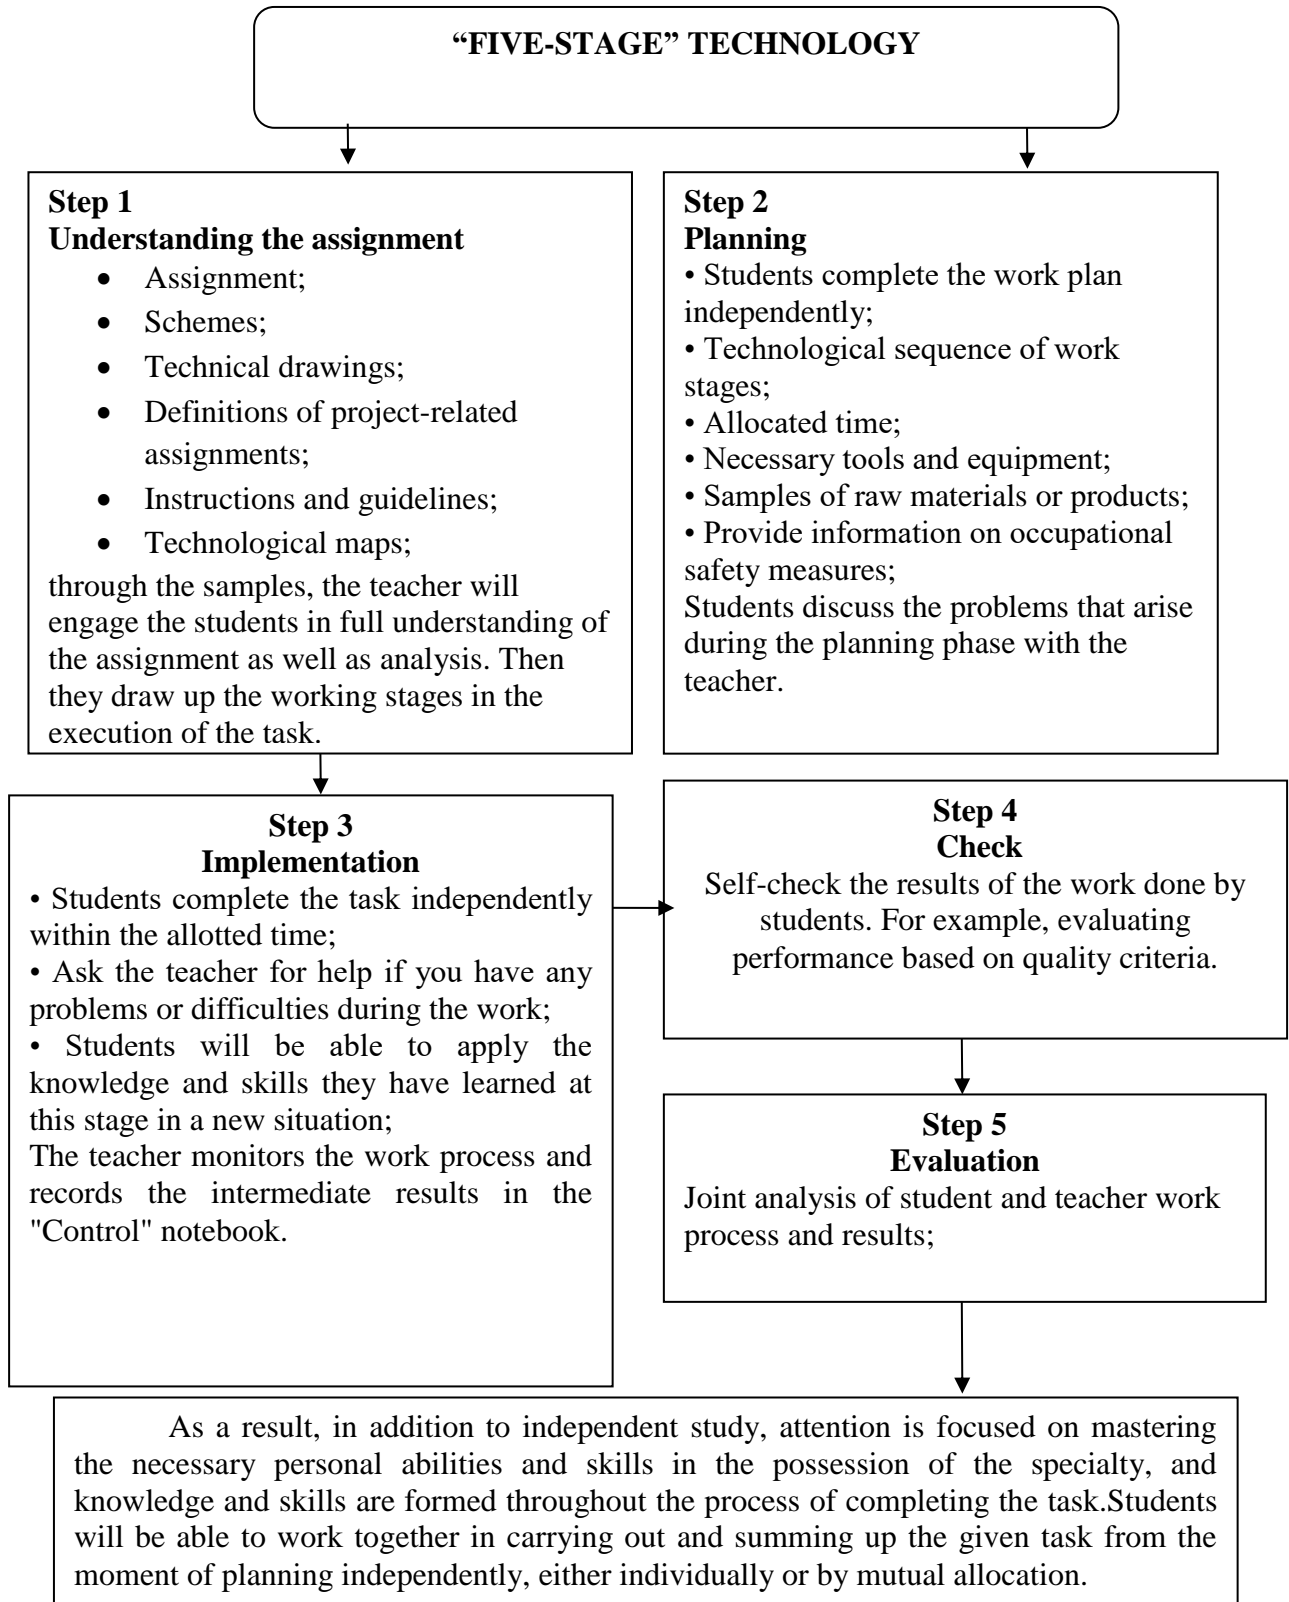 “FIVE-STAGE” TECHNOLOGY
Step 1
Understanding the assignment
• Assignment;
• Schemes;
• Technical drawings;
• Definitions of project-related
assignments;
• Instructions and guidelines;
• Technological maps;
through the samples, the teacher will
engage the students in full understanding of
the assignment as well as analysis. Then
they draw up the working stages in the
execution of the task.
Step 2
Planning
• Students complete the work plan
independently;
• Technological sequence of work
stages;
• Allocated time;
• Necessary tools and equipment;
• Samples of raw materials or products;
• Provide information on occupational
safety measures;
Students discuss the problems that arise
during the planning phase with the
teacher.
Step 3
Implementation
• Students complete the task independently
within the allotted time;
• Ask the teacher for help if you have any
problems or difficulties during the work;
• Students will be able to apply the
knowledge and skills they have learned at
this stage in a new situation;
The teacher monitors the work process and
records the intermediate results in the
"Control" notebook.
Step 4
Check
Self-check the results of the work done by
students. For example, evaluating
performance based on quality criteria.
Step 5
Evaluation
Joint analysis of student and teacher work
process and results;
As a result, in addition to independent study, attention is focused on mastering
the necessary personal abilities and skills in the possession of the specialty, and
knowledge and skills are formed throughout the process of completing the task.Students
will be able to work together in carrying out and summing up the given task from the
moment of planning independently, either individually or by mutual allocation.